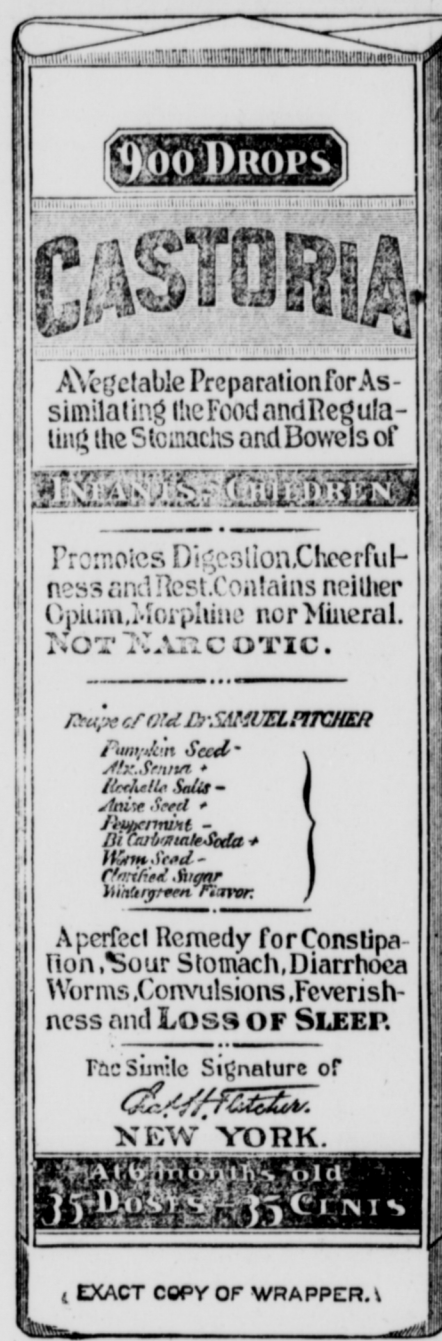 900 DROPS
CASTORIA
AVegetable Preparation for As-
similating the Food and Regula-
ting the Stomachs and Bowels of
INFANTS - CHILDREN
Promotes Digestion, Cheerful-
ness and Rest. Contains neither
Opium, Morphine nor Mineral.
NOT NARCOTIC.
Recipe of Old Dr. SAMUEL PITCHER
Pumpkin Seed -
Alx. Senna +
Rochelle Salts -
Anise Seed +
Peppermint -
Bi Carbonate Soda +
Worm Seed -
Clarified Sugar
Wintergreen Flavor.
A perfect Remedy for Constipa-
tion, Sour Stomach, Diarrhoea
Worms, Convulsions, Feverish-
ness and LOSS OF SLEEP.
Fac Simile Signature of
Chas. H. Fletcher.
NEW YORK.
At 6 months old
35 DOSES - 35 CENTS
EXACT COPY OF WRAPPER.